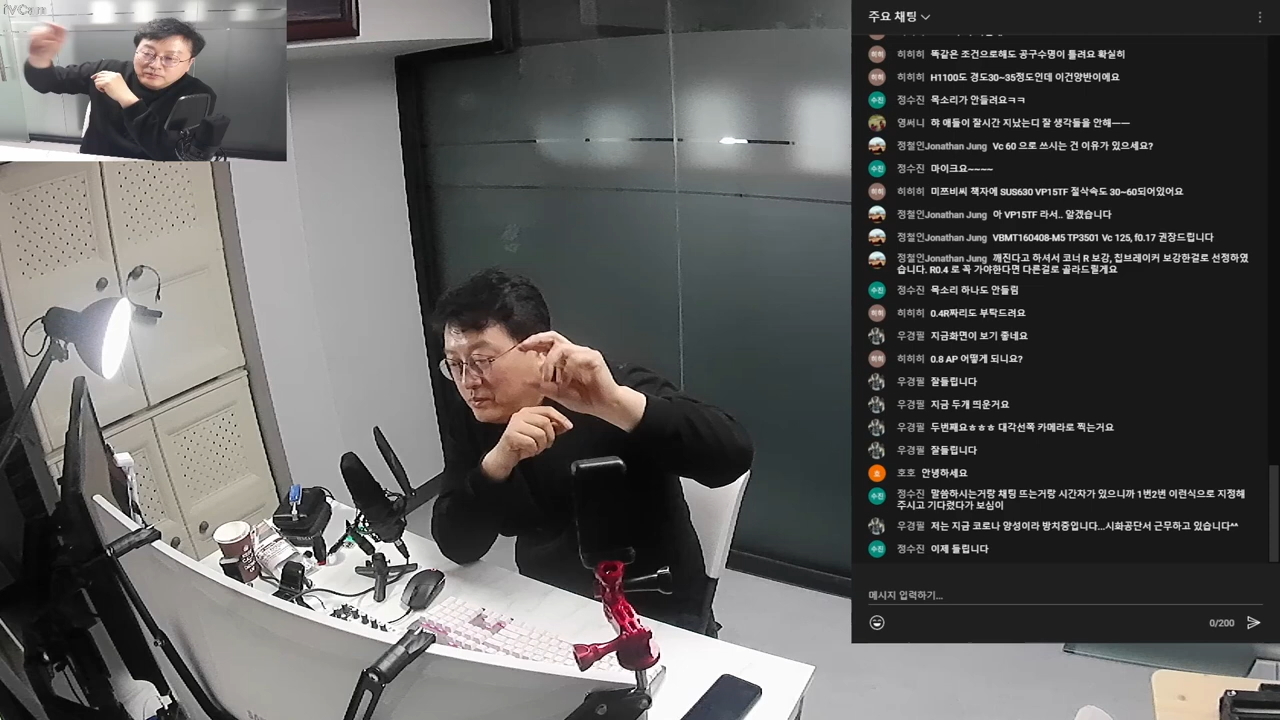 iVCam
주요 채팅
히히히 똑같은 조건으로해도 공구수명이 틀려요 확실히
히히히 H1100도 경도30~35정도인데 이건양반이에요
정수진 목소리가 안들려요ㅋㅋ
영써니 햐 얘들이 잘시간 지났는디 잘 생각들을 안해ㅡㅡ
정철인Jonathan Jung Vc 60 으로 쓰시는 건 이유가 있으세요?
정수진 마이크요~~~~
히히히 미쯔비씨 책자에 SUS630 VP15TF 절삭속도 30~60되어있어요
정철인Jonathan Jung 아 VP15TF 라서.. 알겠습니다
정철인Jonathan Jung VBMT160408-M5 TP3501 Vc 125, f0.17 권장드립니다
정철인Jonathan Jung 깨진다고 하셔서 코너 R 보강, 칩브레이커 보강한걸로 선정하였
습니다. R0.4 로 꼭 가야한다면 다른걸로 골라드릴게요
정수진 목소리 하나도 안들림
히히히 0.4R짜리도 부탁드려요
우경필 지금화면이 보기 좋네요
히히히 0.8 AP 어떻게 되니요?
우경필 잘들립니다
우경필 지금 두개 띄운거요
우경필 두번째요ㅎㅎㅎ 대각선쪽 카메라로 찍는거요
우경필 잘들립니다
호호 안녕하세요
정수진 말씀하시는거랑 채팅 뜨는거랑 시간차가 있으니까 1번2번 이런식으로 지정해
주시고 기다렸다가 보심이
우경필 저는 지금 코로나 양성이라 방치중입니다...시화공단서 근무하고 있습니다^^
정수진 이제 들립니다
메시지 입력하기...
0/200